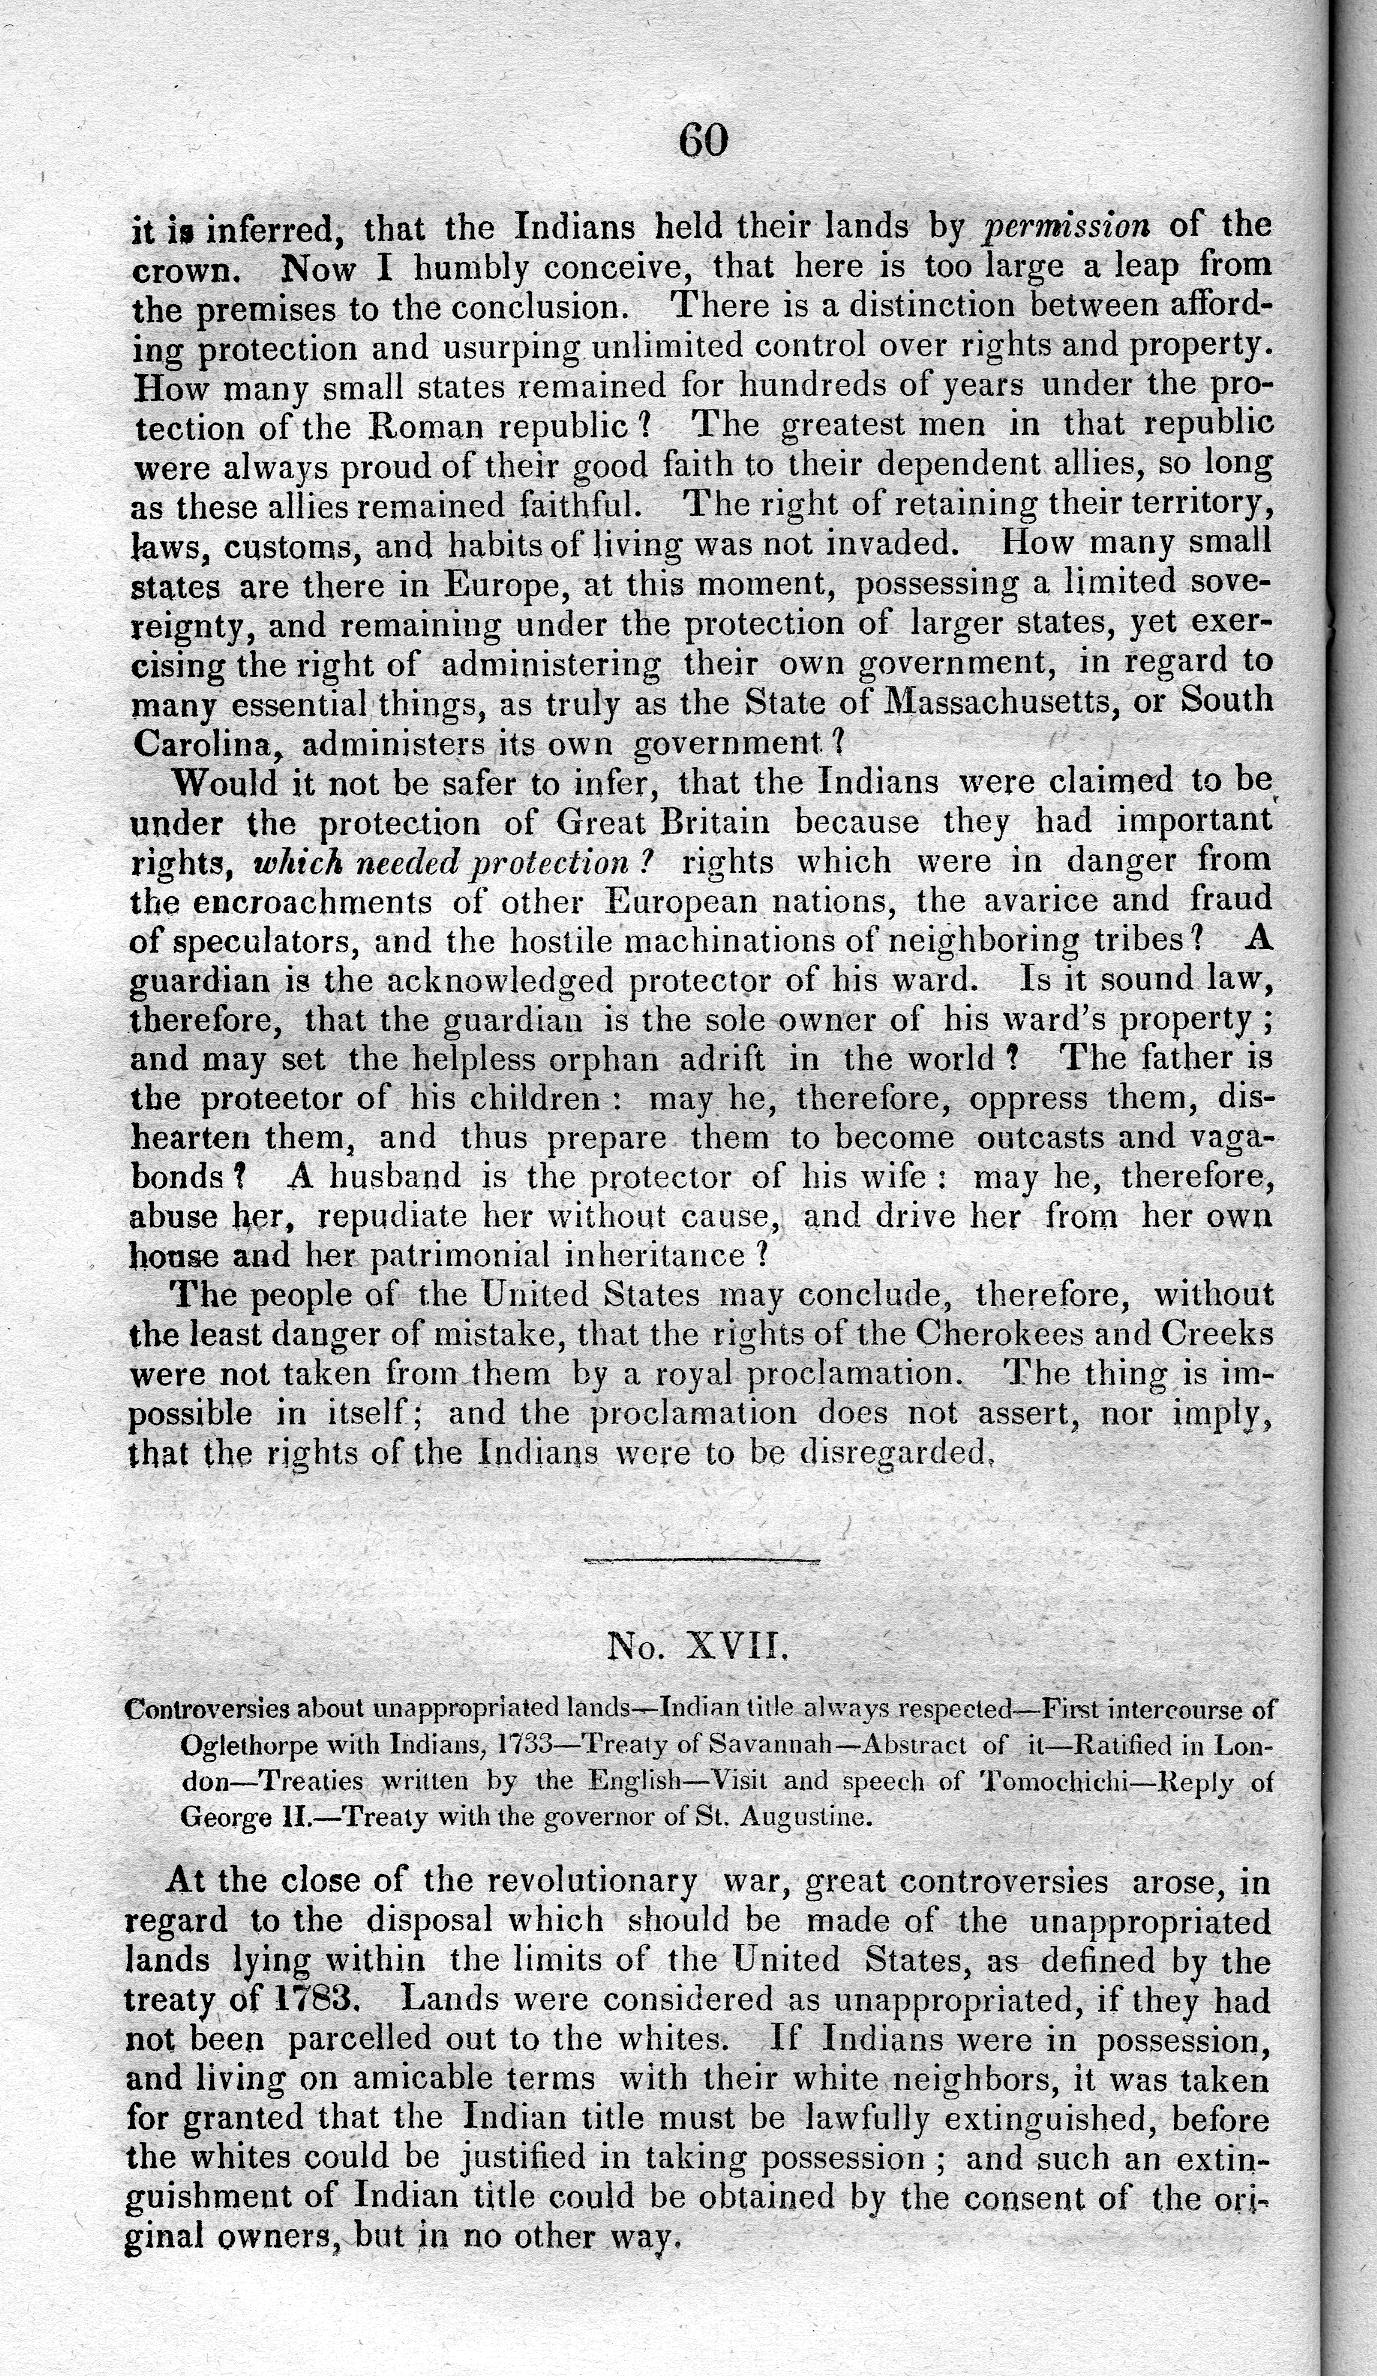 60
it is inferred, that the Indians held their lands by permission of the
crown. Now I humbly conceive, that here is too large a leap from
the premises to the conclusion. There is a distinction between afford-
ing protection and usurping unlimited control over rights and property.
How many small states remained for hundreds of years under the pro-
tection of the Roman republic? The greatest men in that republic
were always proud of their good faith to their dependent allies, so long
as these allies remained faithful. The right of retaining their territory,
laws, customs, and habits of living was not invaded. How many small
states are there in Europe, at this moment, possessing a limited sove-
reignty, and remaining under the protection of larger states, yet exer-
cising the right of administering their own government, in regard to
many essential things, as truly as the State of Massachusetts, or South
Carolina, administers its own government?
Would it not be safer to infer, that the Indians were claimed to be
under the protection of Great Britain because they had important
rights, which needed protection? rights which were in danger from
the encroachments of other European nations, the avarice and fraud
of speculators, and the hostile machinations of neighboring tribes? A
guardian is the acknowledged protector of his ward. Is it sound law,
therefore, that the guardian is the sole owner of his ward's property;
and may set the helpless orphan adrift in the world? The father is
the proteetor of his children: may he, therefore, oppress them, dis-
hearten them, and thus prepare them to become outcasts and vaga-
bonds? A husband is the protector of his wife: may he, therefore,
abuse her, repudiate her without cause, and drive her from her own
house and her patrimonial inheritance?
The people of the United States may conclude, therefore, without
the least danger of mistake, that the rights of the Cherokees and Creeks
were not taken from them by a royal proclamation. The thing is im-
possible in itself; and the proclamation does not assert, nor imply,
that the rights of the Indians were to be disregarded.
No. XVII.
Controversies about unappropriated lands—Indian title always respected—First intercourse of
Oglethorpe with Indians, 1733—Treaty of Savannah—Abstract of it—Ratified in Lon-
don—Treaties written by the English—Visit and speech of Tomochichi—Reply of
George II.—Treaty with the governor of St. Augustine.
At the close of the revolutionary war, great controversies arose, in
regard to the disposal which should be made of the unappropriated
lands lying within the limits of the United States, as defined by the
treaty of 1783. Lands were considered as unappropriated, if they had
not been parcelled out to the whites. If Indians were in possession,
and living on amicable terms with their white neighbors, it was taken
for granted that the Indian title must be lawfully extinguished, before
the whites could be justified in taking possession; and such an extin-
guishment of Indian title could be obtained by the consent of the ori-
ginal owners, but in no other way.